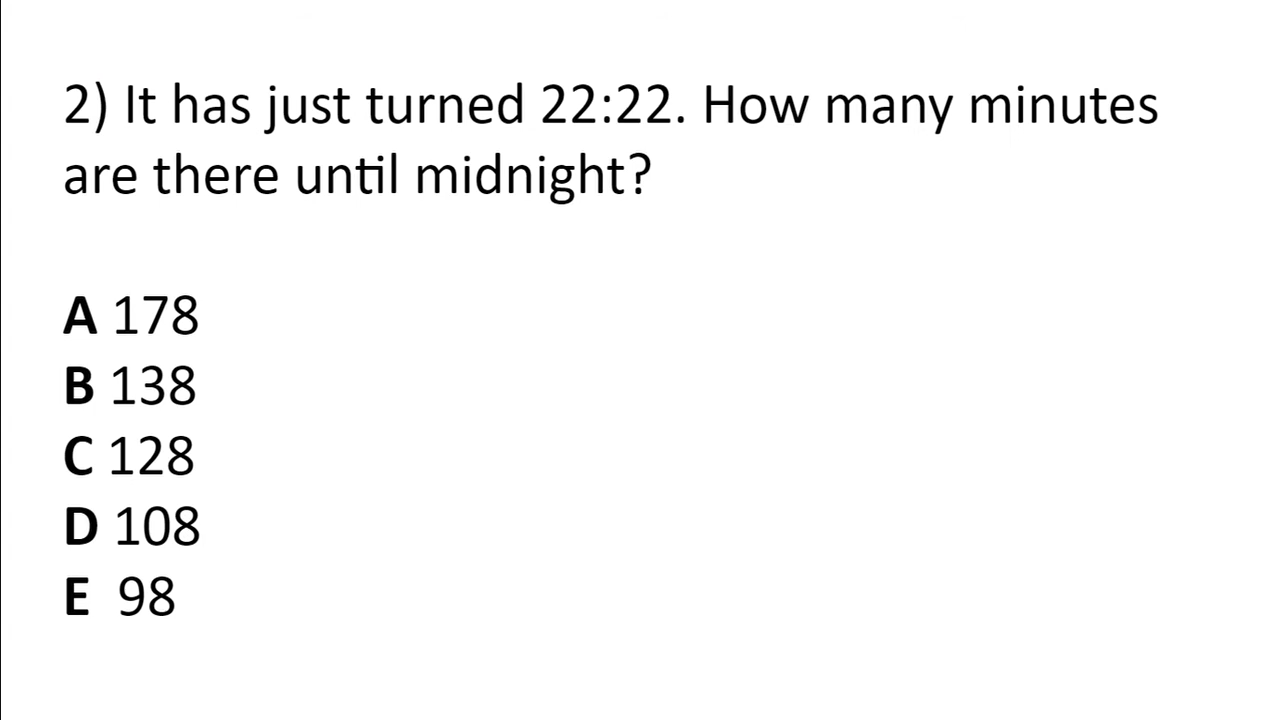 2) It has just turned 22:22. How many minutes
are there until midnight?
A 178
B 138
C 128
D 108
E 98